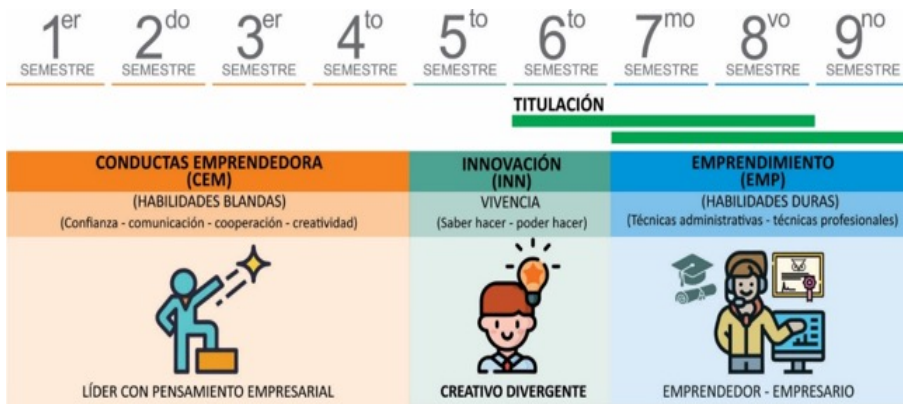 1er 2do 3er 4to 5to 6to 7mo 8vo 9no
SEMESTRE SEMESTRE SEMESTRE SEMESTRE SEMESTRE SEMESTRE SEMESTRE SEMESTRE SEMESTRE
TITULACIÓN
CONDUCTAS EMPRENDEDORA
(CEM)
(HABILIDADES BLANDAS)
(Confianza - comunicación - cooperación - creatividad)
LÍDER CON PENSAMIENTO EMPRESARIAL
INNOVACIÓN
(INN)
VIVENCIA
(Saber hacer - poder hacer)
CREATIVO DIVERGENTE
EMPRENDIMIENTO
(EMP)
(HABILIDADES DURAS)
(Técnicas administrativas - técnicas profesionales)
EMPRENDEDOR - EMPRESARIO